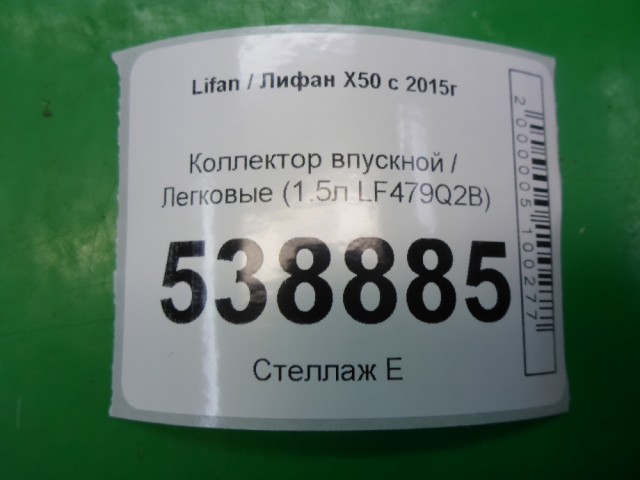 Lifan / Лифан X50 с 2015г
Коллектор впускной /
Легковые (1.5л LF479Q2B)
538885
Стеллаж Е
2000005100277